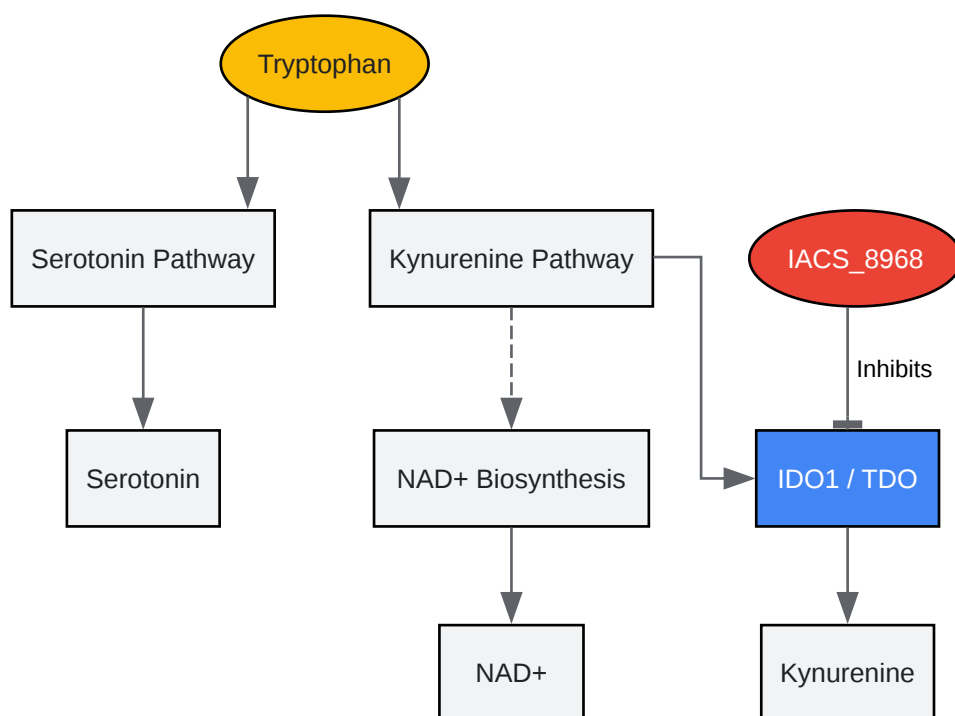 Tryptophan
Serotonin Pathway
Kynurenine Pathway
IACS_8968
Inhibits
Serotonin
NAD+ Biosynthesis
IDO1 / TDO
NAD+
Kynurenine